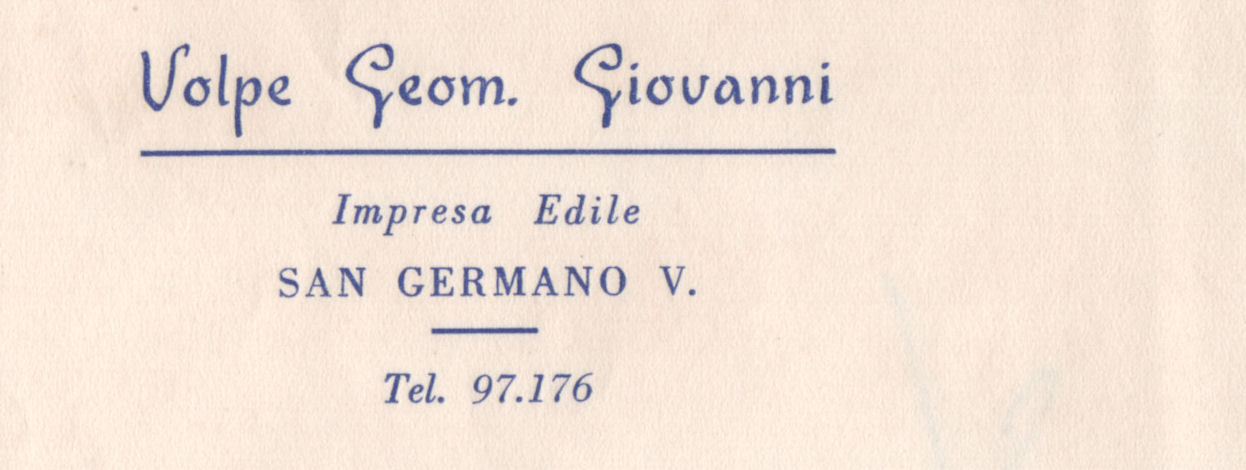 Volpe Geom. Giovanni
Impresa Edile
SAN GERMANO V.
Tel. 97.176